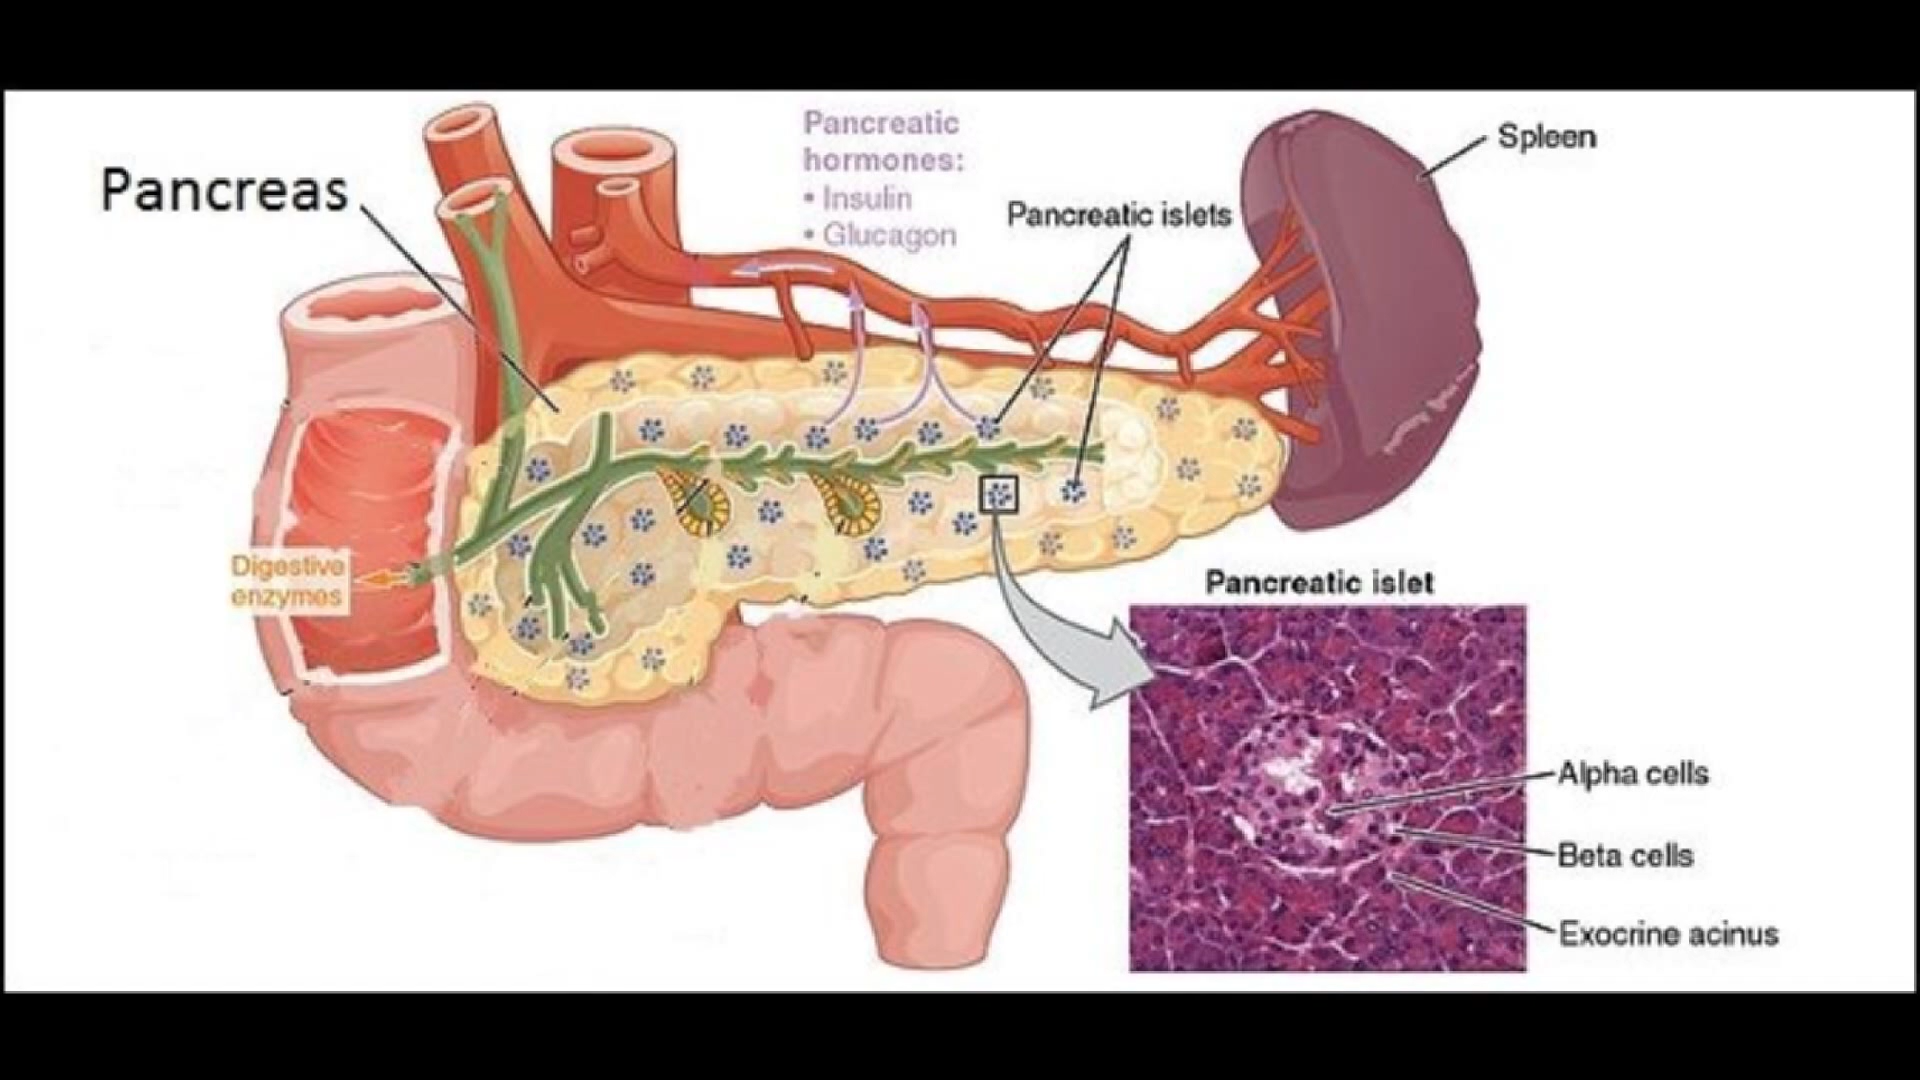 Pancreas
Pancreatic
hormones:
• Insulin
• Glucagon
Pancreatic islets
Spleen
Digestive
enzymes
Pancreatic islet
Alpha cells
Beta cells
Exocrine acinus